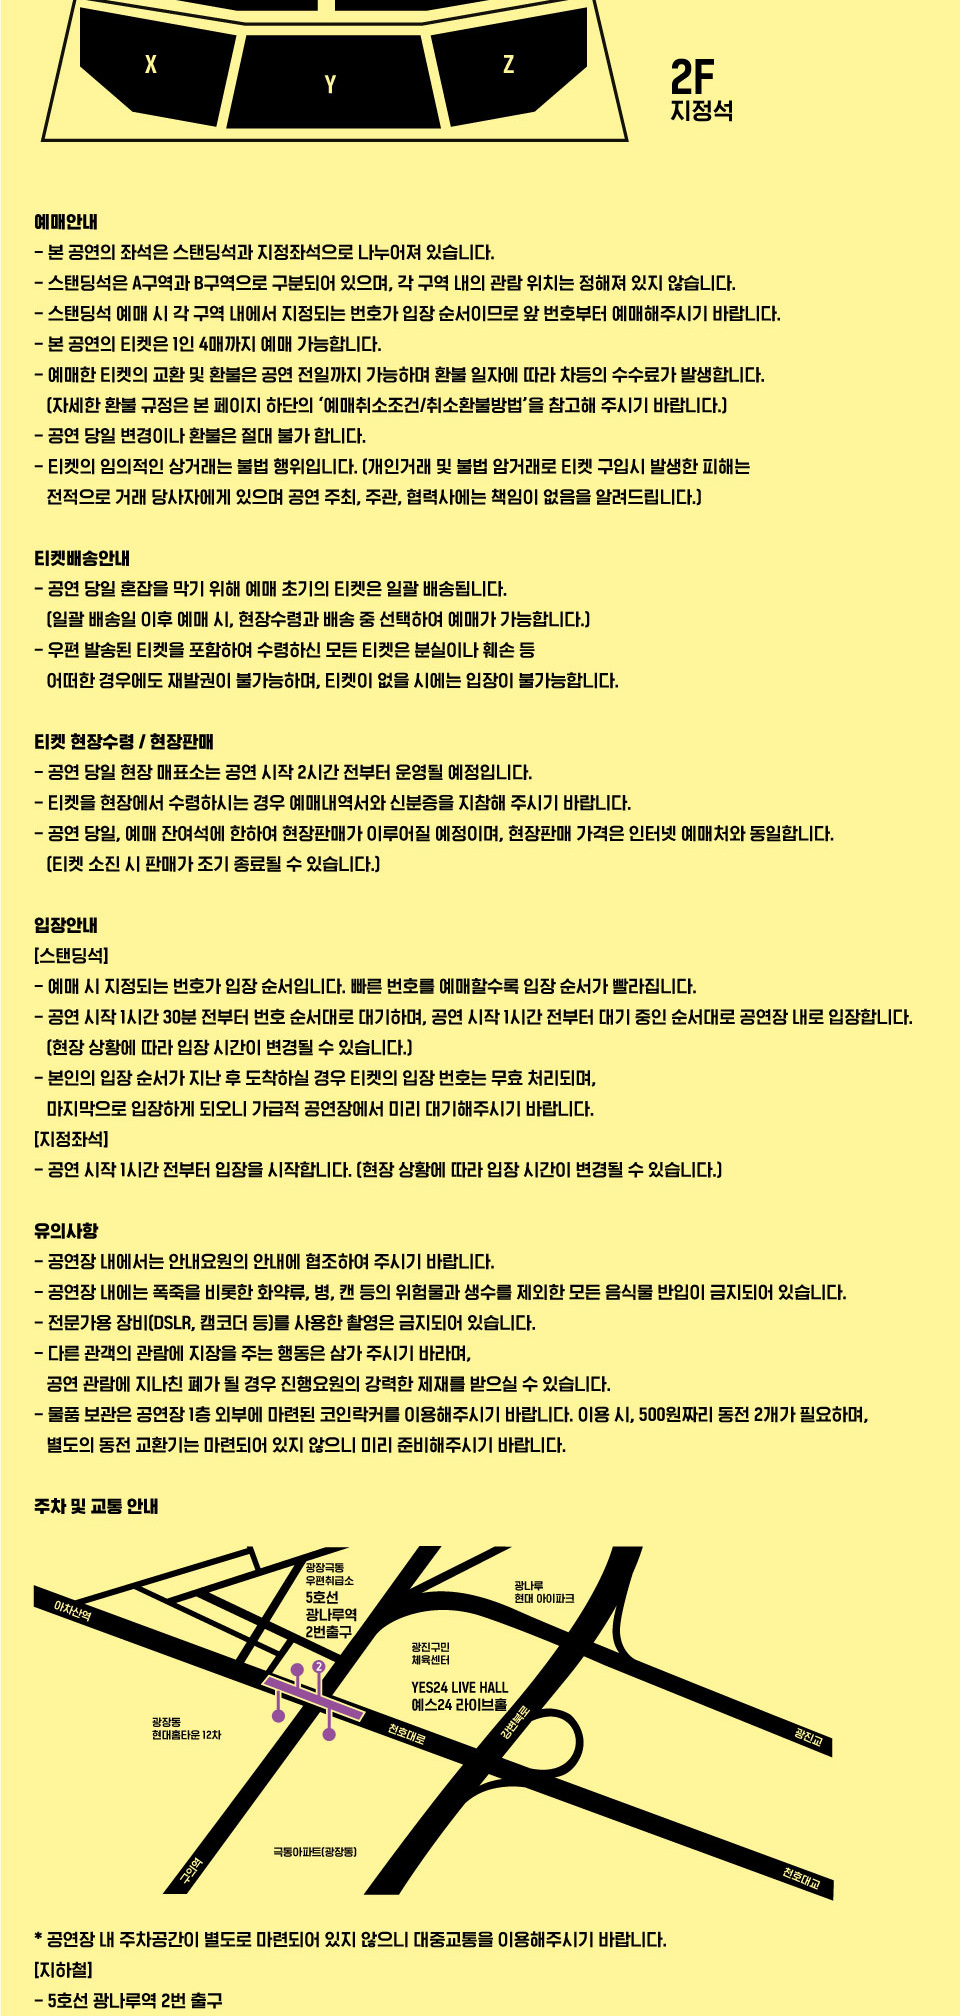 X
Y
Z
2F
지정석
예매안내
- 본 공연의 좌석은 스탠딩석과 지정좌석으로 나누어져 있습니다.
- 스탠딩석은 A구역과 B구역으로 구분되어 있으며, 각 구역 내의 관람 위치는 정해져 있지 않습니다.
- 스탠딩석 예매 시 각 구역 내에서 지정되는 번호가 입장 순서이므로 앞 번호부터 예매해주시기 바랍니다.
- 본 공연의 티켓은 1인 4매까지 예매 가능합니다.
- 예매한 티켓의 교환 및 환불은 공연 전일까지 가능하며 환불 일자에 따라 차등의 수수료가 발생합니다.
(자세한 환불 규정은 본 페이지 하단의 '예매취소조건/취소환불방법'을 참고해 주시기 바랍니다.)
- 공연 당일 변경이나 환불은 절대 불가 합니다.
- 티켓의 임의적인 상거래는 불법 행위입니다. (개인거래 및 불법 암거래로 티켓 구입시 발생한 피해는
전적으로 거래 당사자에게 있으며 공연 주최, 주관, 협력사에는 책임이 없음을 알려드립니다.)
티켓배송안내
- 공연 당일 혼잡을 막기 위해 예매 초기의 티켓은 일괄 배송됩니다.
(일괄 배송일 이후 예매 시, 현장수령과 배송 중 선택하여 예매가 가능합니다.)
- 우편 발송된 티켓을 포함하여 수령하신 모든 티켓은 분실이나 훼손 등
어떠한 경우에도 재발권이 불가능하며, 티켓이 없을 시에는 입장이 불가능합니다.
티켓 현장수령 / 현장판매
- 공연 당일 현장 매표소는 공연 시작 2시간 전부터 운영될 예정입니다.
- 티켓을 현장에서 수령하시는 경우 예매내역서와 신분증을 지참해 주시기 바랍니다.
- 공연 당일, 예매 잔여석에 한하여 현장판매가 이루어질 예정이며, 현장판매 가격은 인터넷 예매처와 동일합니다.
(티켓 소진 시 판매가 조기 종료될 수 있습니다.)
입장안내
[스탠딩석]
- 예매 시 지정되는 번호가 입장 순서입니다. 빠른 번호를 예매할수록 입장 순서가 빨라집니다.
- 공연 시작 1시간 30분 전부터 번호 순서대로 대기하며, 공연 시작 1시간 전부터 대기 중인 순서대로 공연장 내로 입장합니다.
(현장 상황에 따라 입장 시간이 변경될 수 있습니다.)
- 본인의 입장 순서가 지난 후 도착하실 경우 티켓의 입장 번호는 무효 처리되며,
마지막으로 입장하게 되오니 가급적 공연장에서 미리 대기해주시기 바랍니다.
[지정좌석]
- 공연 시작 1시간 전부터 입장을 시작합니다. (현장 상황에 따라 입장 시간이 변경될 수 있습니다.)
유의사항
- 공연장 내에서는 안내요원의 안내에 협조하여 주시기 바랍니다.
- 공연장 내에는 폭죽을 비롯한 화약류, 병, 캔 등의 위험물과 생수를 제외한 모든 음식물 반입이 금지되어 있습니다.
- 전문가용 장비(DSLR, 캠코더 등)를 사용한 촬영은 금지되어 있습니다.
- 다른 관객의 관람에 지장을 주는 행동은 삼가 주시기 바라며,
공연 관람에 지나친 폐가 될 경우 진행요원의 강력한 제재를 받으실 수 있습니다.
- 물품 보관은 공연장 1층 외부에 마련된 코인락커를 이용해주시기 바랍니다. 이용 시, 500원짜리 동전 2개가 필요하며,
별도의 동전 교환기는 마련되어 있지 않으니 미리 준비해주시기 바랍니다.
주차 및 교통 안내
광장극동
우편취급소
5호선
광나루역
2번출구
광나루
현대 아이파크
아차산역
광진구민
체육센터
2
YES24 LIVE HALL
예스24 라이브홀
강변북로
광장동
현대홈타운 12차
천호대로
광진교
극동아파트(광장동)
구의역
천호대교
* 공연장 내 주차공간이 별도로 마련되어 있지 않으니 대중교통을 이용해주시기 바랍니다.
[지하철]
- 5호선 광나루역 2번 출구